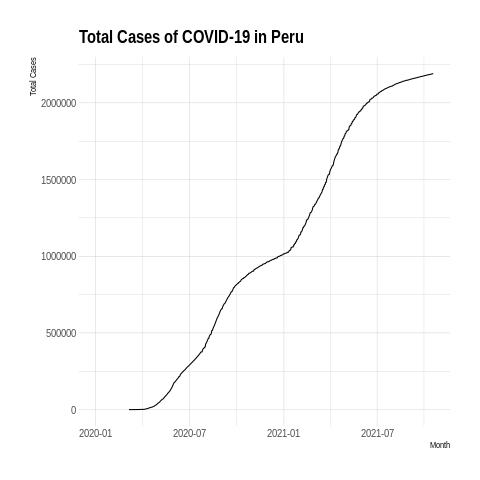 Total Cases of COVID-19 in Peru
Total Cases
2000000
1500000
1000000
500000
0
2020-01 2020-07 2021-01 2021-07
Month